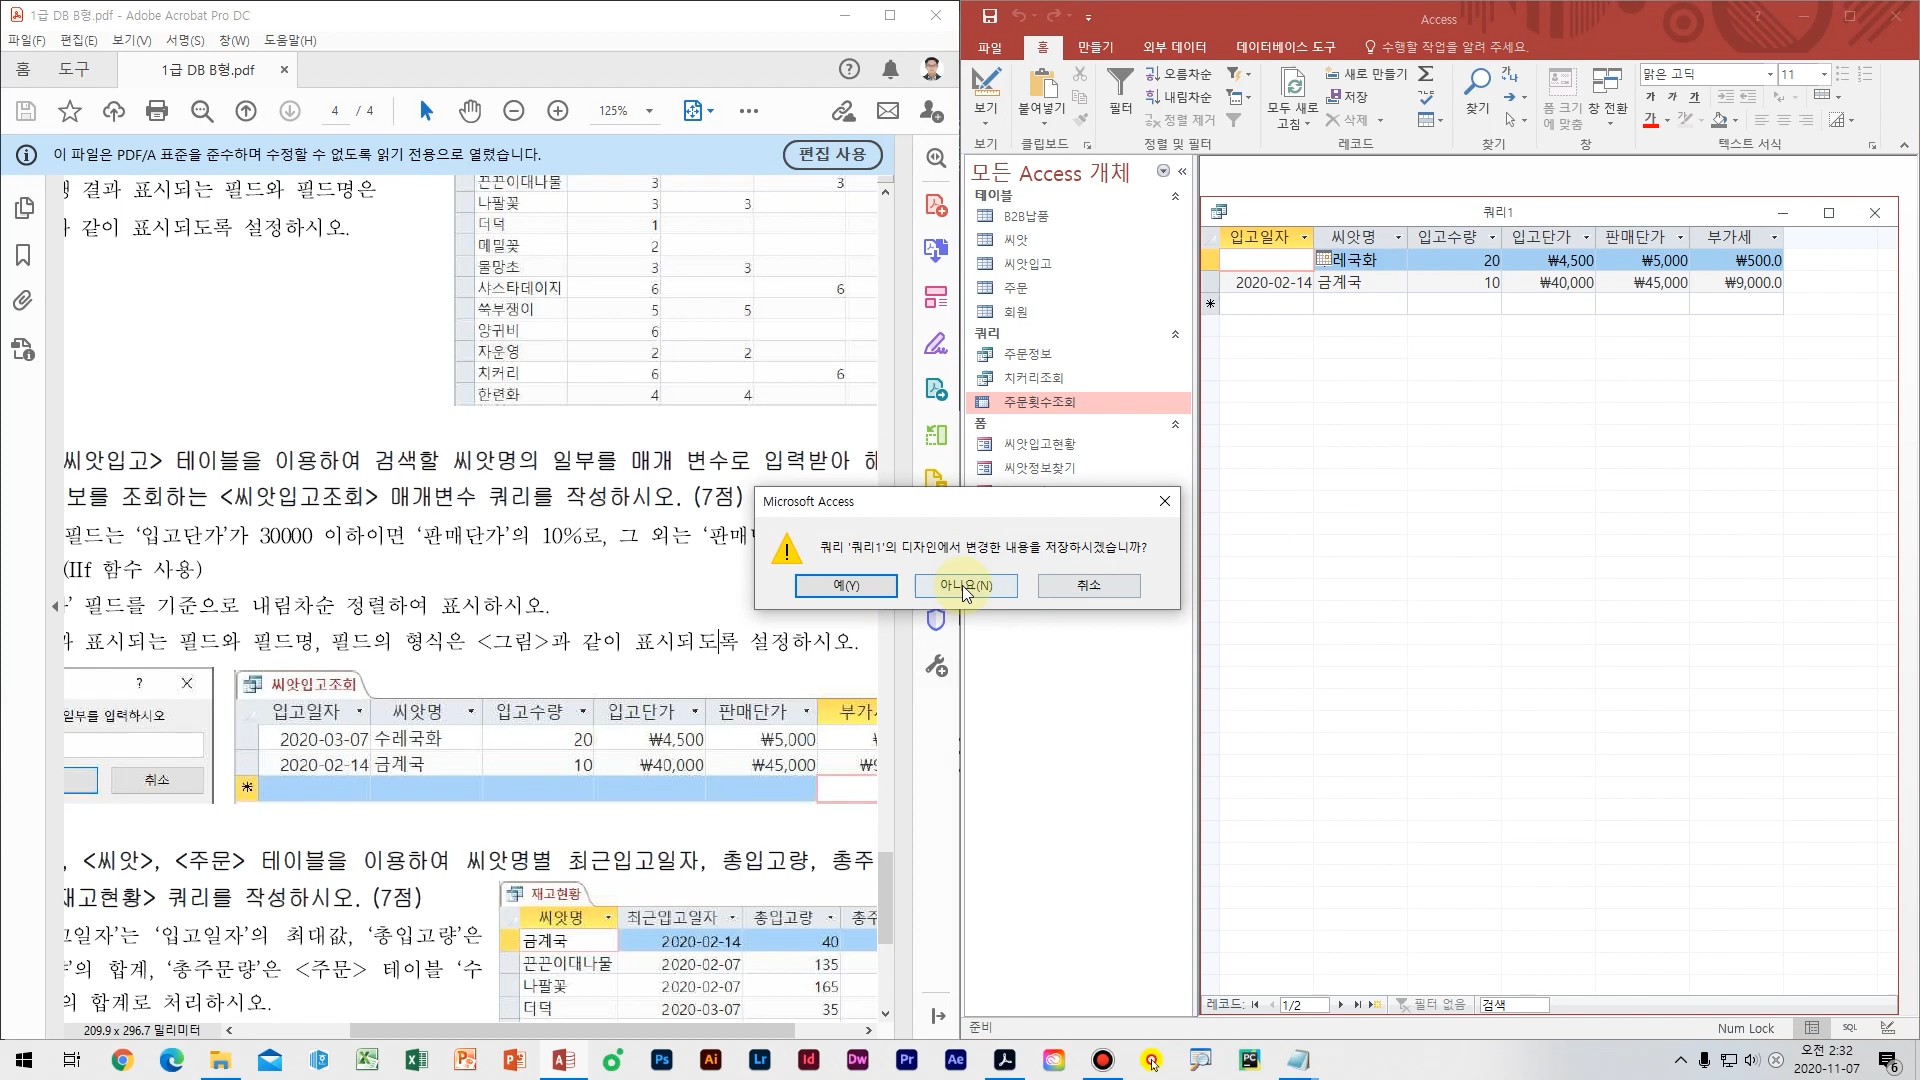 1급 DB B형.pdf - Adobe Acrobat Pro DC
파일(F) 편집(E) 보기(V) 서명(S) 창(W) 도움말(H)
홈 도구 1급 DB B형.pdf
4 / 4 125%
이 파일은 PDF/A 표준을 준수하며 수정할 수 없도록 읽기 전용으로 열렸습니다. 편집 사용
결과 표시되는 필드와 필드명은
같이 표시되도록 설정하시오.
끈끈이대나물 3 3
나팔꽃 3 3
더덕 1
메밀꽃 2
물망초 3 3
샤스타데이지 6 6
쑥부쟁이 5 5
양귀비 6
자운영 2 2
치커리 6 6
한련화 4 4
씨앗입고> 테이블을 이용하여 검색할 씨앗명의 일부를 매개 변수로 입력받아
보를 조회하는 <씨앗입고조회> 매개변수 쿼리를 작성하시오. (7점)
필드는 ‘입고단가’가 30000 이하이면 ‘판매단가’의 10%로, 그 외는 ‘판매
(IIf 함수 사용)
’ 필드를 기준으로 내림차순 정렬하여 표시하시오.
표시되는 필드와 필드명, 필드의 형식은 <그림>과 같이 표시되도록 설정하시오.
? 일부를 입력하시오
취소
씨앗입고조회
입고일자 씨앗명 입고수량 입고단가 판매단가 부가
2020-03-07 수레국화 20 ₩4,500 ₩5,000
2020-02-14 금계국 10 ₩40,000 ₩45,000
, <씨앗>, <주문> 테이블을 이용하여 씨앗명별 최근입고일자, 총입고량, 총주
재고현황> 쿼리를 작성하시오. (7점)
고일자’는 ‘입고일자’의 최대값, ‘총입고량’은
’의 합계, ‘총주문량’은 <주문> 테이블 ‘수
의 합계로 처리하시오.
재고현황
씨앗명 최근입고일자 총입고량 총주
금계국 2020-02-14 40
끈끈이대나물 2020-02-07 135
나팔꽃 2020-02-07 165
더덕 2020-03-07 35
209.9 x 296.7 밀리미터
Access
파일 홈 만들기 외부 데이터 데이터베이스 도구 수행할 작업을 알려 주세요.
보기
붙여넣기
필터
오름차순
내림차순
정렬 제거
모두 새로 고침
새로 만들기
저장
삭제
찾기
폼 크기에 맞춤
창 전환
맑은 고딕 11
보기 클립보드 정렬 및 필터 레코드 찾기 창 텍스트 서식
모든 Access 개체
테이블
B2B납품
씨앗
씨앗입고
주문
회원
쿼리
주문정보
치커리조회
주문횟수조회
폼
씨앗입고현황
씨앗정보찾기
쿼리1
입고일자 씨앗명 입고수량 입고단가 판매단가 부가세
레국화 20 ₩4,500 ₩5,000 ₩500.0
2020-02-14 금계국 10 ₩40,000 ₩45,000 ₩9,000.0
Microsoft Access
쿼리 '쿼리1'의 디자인에서 변경한 내용을 저장하시겠습니까?
예(Y) 아니요(N) 취소
레코드: 1/2 필터 없음 검색
준비 Num Lock SQL
오전 2:32
2020-11-07